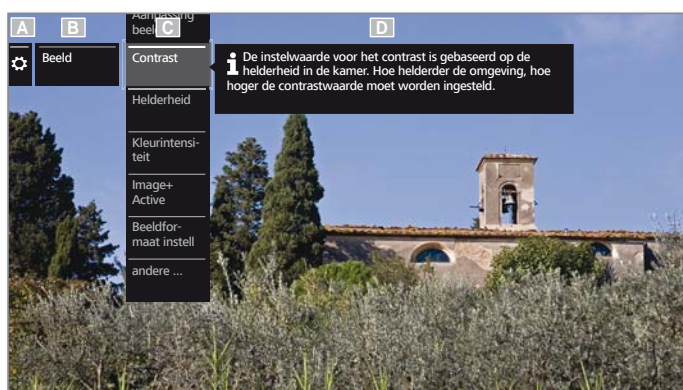 A B C D
Aanpassing
beeld
Beeld
Contrast
De instelwaarde voor het contrast is gebaseerd op de
helderheid in de kamer. Hoe helderder de omgeving, hoe
hoger de contrastwaarde moet worden ingesteld.
Helderheid
Kleurintensi-
teit
Image+
Active
Beeldfor-
maat instell
andere ...